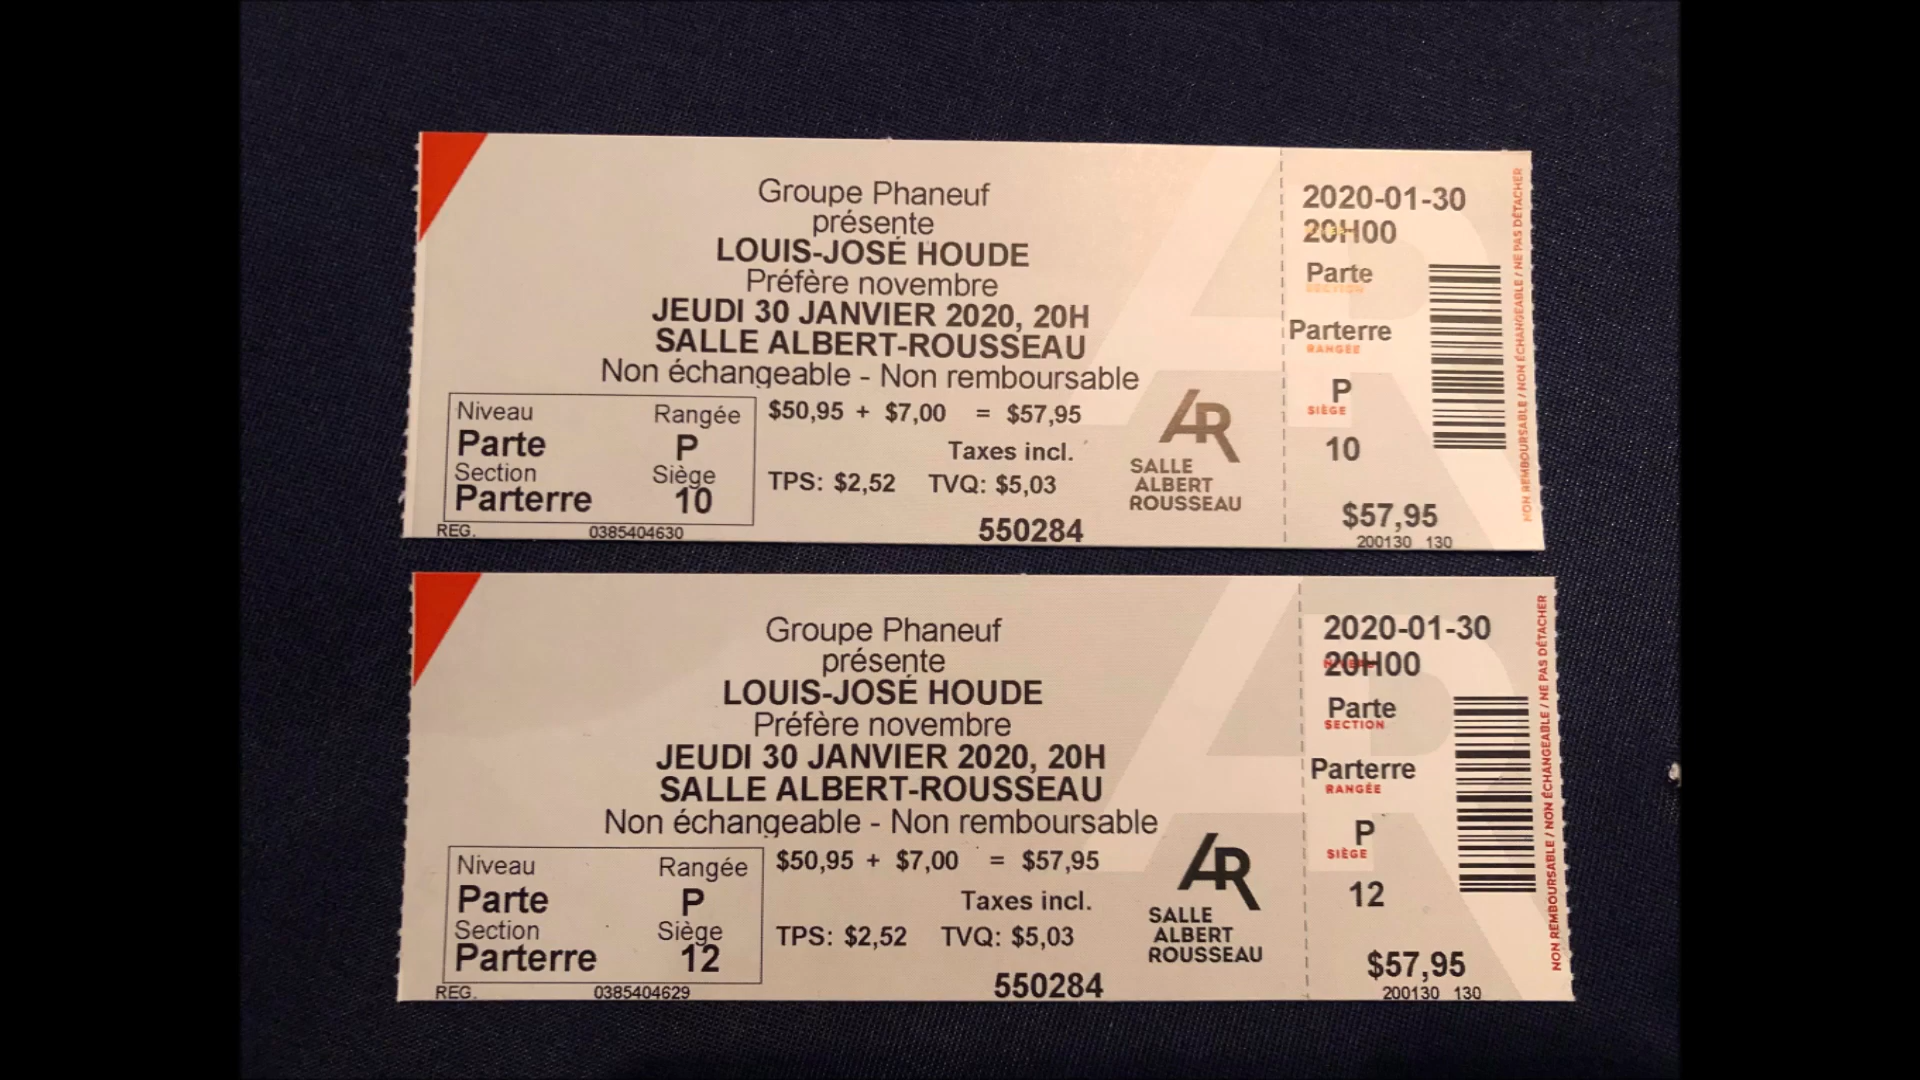 Groupe Phaneuf
présente
LOUIS-JOSÉ HOUDE
Préfère novembre
JEUDI 30 JANVIER 2020, 20H
SALLE ALBERT-ROUSSEAU
Non échangeable - Non remboursable
Niveau Rangée
Parte P
Section Siège
Parterre 10
REG. 0385404630
$50,95 + $7,00 = $57,95
Taxes incl.
TPS: $2,52 TVQ: $5,03
550284
AR
SALLE
ALBERT
ROUSSEAU
2020-01-30
20H00
Parte
SECTION
Parterre
RANGÉE
P
SIÈGE
10
$57,95
200130 130
NON REMBOURSABLE / NON ÉCHANGEABLE / NE PAS DÉTACHER
Groupe Phaneuf
présente
LOUIS-JOSÉ HOUDE
Préfère novembre
JEUDI 30 JANVIER 2020, 20H
SALLE ALBERT-ROUSSEAU
Non échangeable - Non remboursable
Niveau Rangée
Parte P
Section Siège
Parterre 12
REG. 0385404629
$50,95 + $7,00 = $57,95
Taxes incl.
TPS: $2,52 TVQ: $5,03
550284
AR
SALLE
ALBERT
ROUSSEAU
2020-01-30
20H00
Parte
SECTION
Parterre
RANGÉE
P
SIÈGE
12
$57,95
200130 130
NON REMBOURSABLE / NON ÉCHANGEABLE / NE PAS DÉTACHER